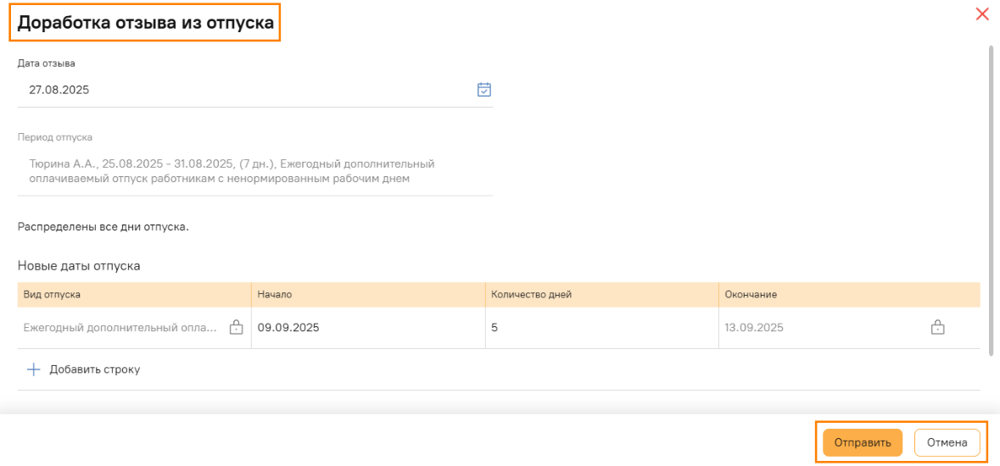 Доработка отзыва из отпуска
Дата отзыва
27.08.2025
Период отпуска
Тюрина А.А., 25.08.2025 - 31.08.2025, (7 дн.), Ежегодный дополнительный
оплачиваемый отпуск работникам с ненормированным рабочим днем
Распределены все дни отпуска.
Новые даты отпуска
Вид отпуска Начало Количество дней Окончание
Ежегодный дополнительный опла... 09.09.2025 5 13.09.2025
Добавить строку
Отправить Отмена